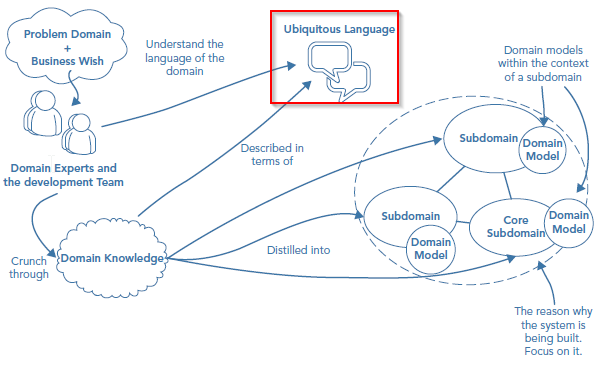 Problem Domain
+
Business Wish
Understand the
language of the
domain
Ubiquitous Language
Domain models
within the context
of a subdomain
Domain Experts and
the development Team
Described in
terms of
Subdomain
Domain
Model
Subdomain
Domain
Model
Core
Subdomain
Domain
Model
Crunch
through
Domain Knowledge
Distilled into
The reason why
the system is
being built.
Focus on it.